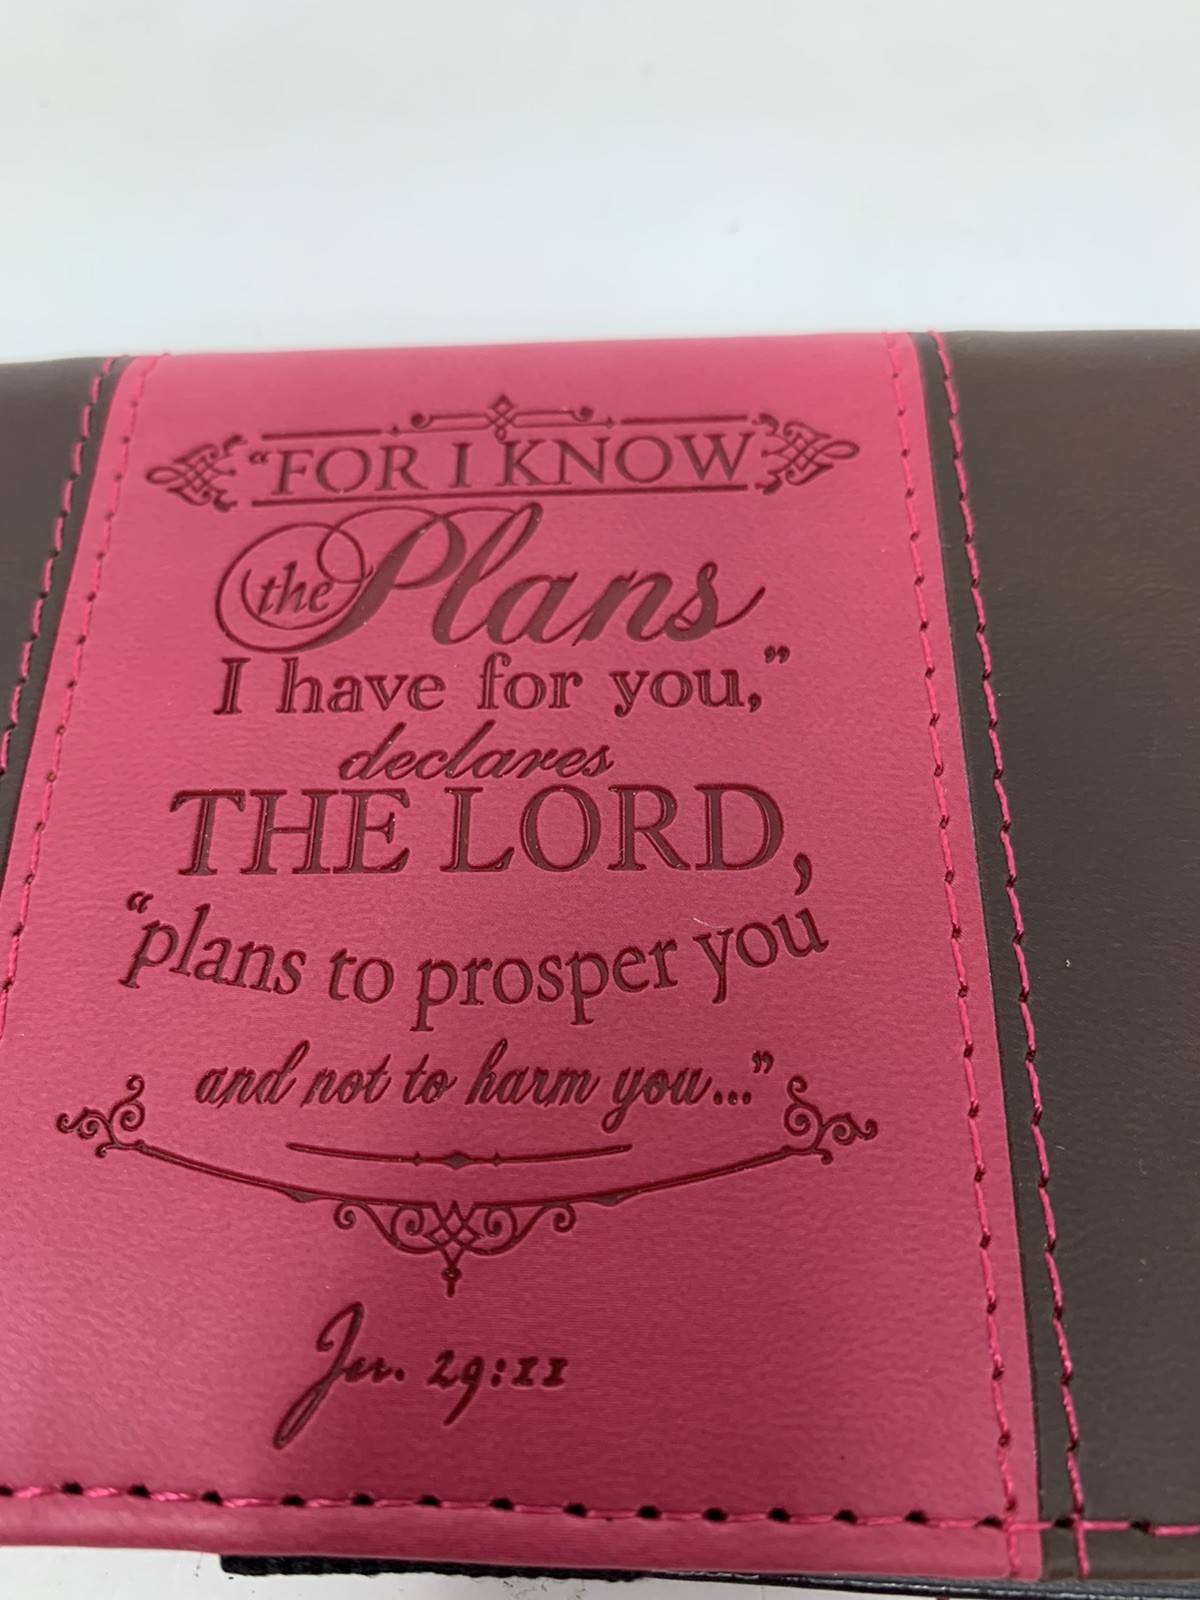 “FOR I KNOW
the Plans
I have for you,”
declares
THE LORD,
“plans to prosper you
and not to harm you...”
Jer. 29:11